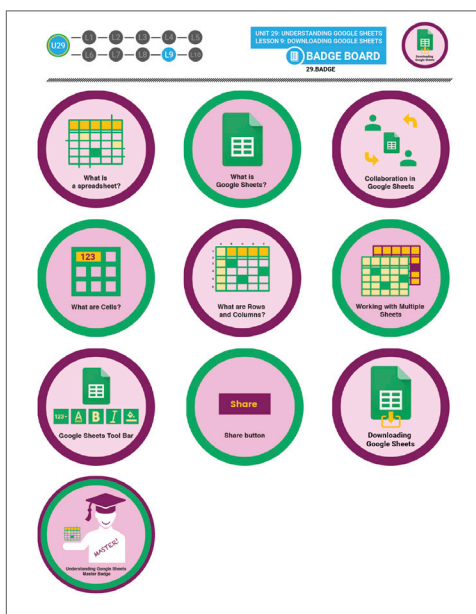 U29
L1
L2
L3
L4
L5
L6
L7
L8
L9
L10
UNIT 29: UNDERSTANDING GOOGLE SHEETS
LESSON 9: DOWNLOADING GOOGLE SHEETS
BADGE BOARD
29.BADGE
Downloading
Google Sheets
What is
a spreadsheet?
What is
Google Sheets?
Collaboration in
Google Sheets
123
What are Cells?
What are Rows
and Columns?
Working with Multiple
Sheets
123
A
B
I
Google Sheets Tool Bar
Share
Share button
Downloading
Google Sheets
MASTER!
Understanding Google Sheets
Master Badge